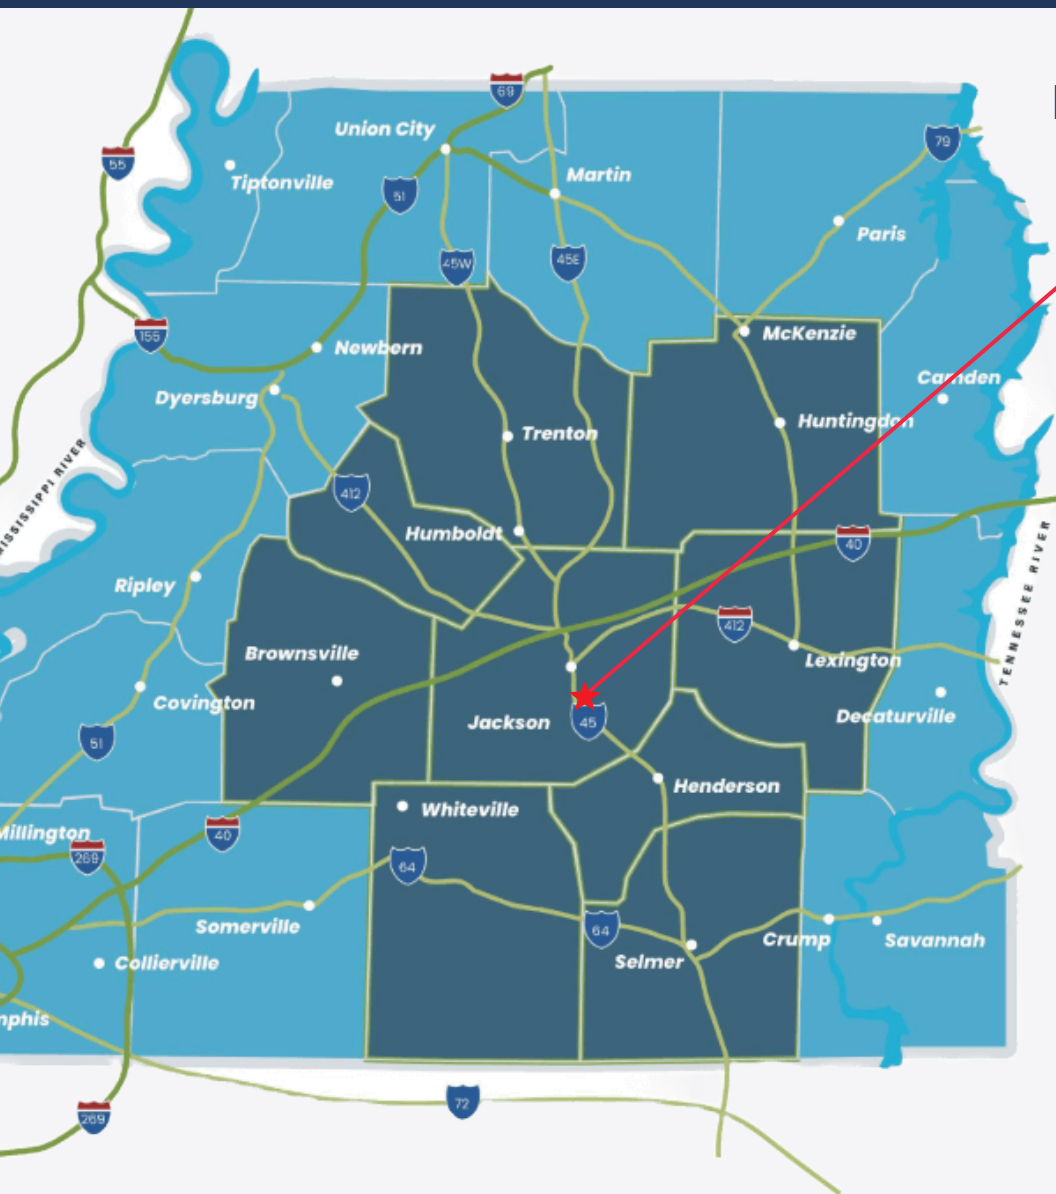 69
Union City
79
55
Martin
Tiptonville
51
Paris
45W
45E
155
McKenzie
Newbern
Camden
Dyersburg
Huntingdon
Trenton
412
Humboldt
40
Ripley
412
TENNESSEE RIVER
Brownsville
Lexington
Covington
Decaturville
Jackson
45
51
Henderson
Whiteville
Millington
40
269
64
Somerville
64
Crump
Savannah
Selmer
Collierville
mphis
72
269